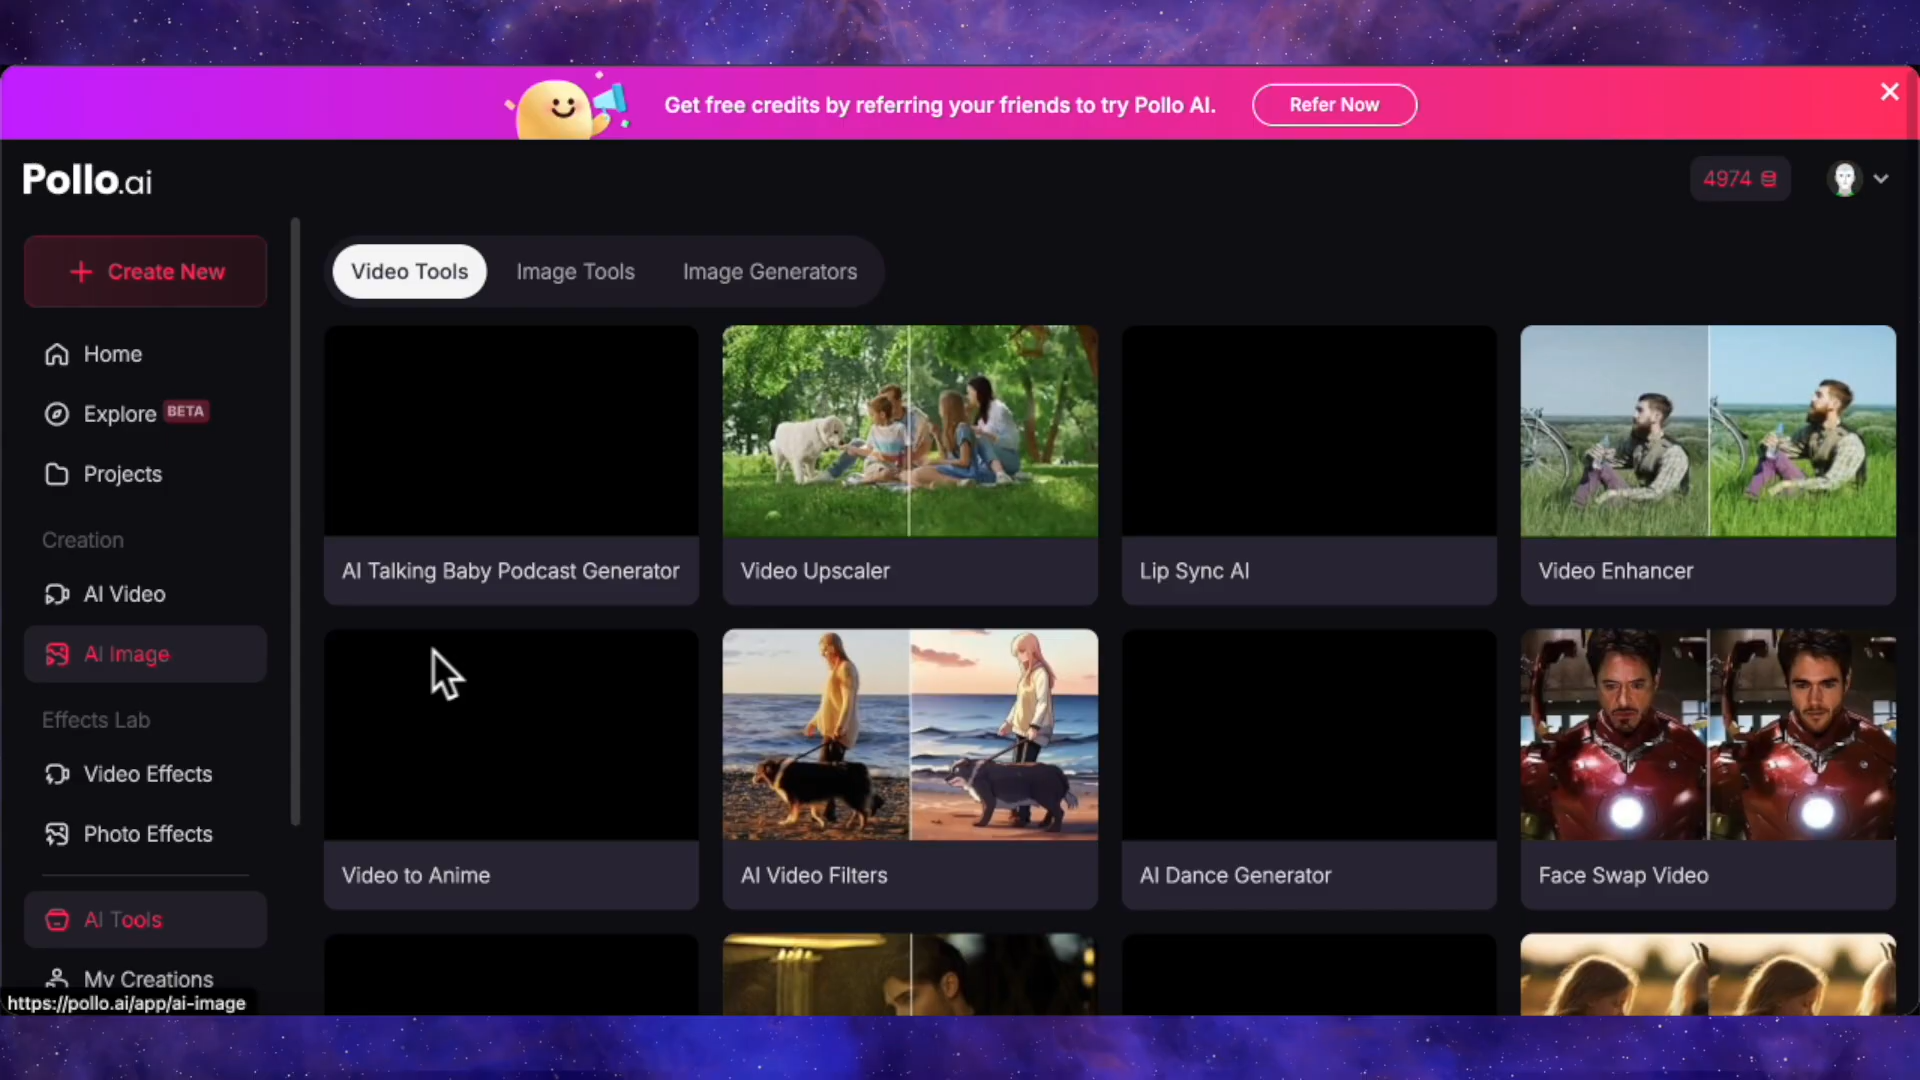 Get free credits by referring your friends to try Pollo AI.
Refer Now
Pollo.ai
4974
Create New
Video Tools
Image Tools
Image Generators
Home
Explore BETA
Projects
Creation
AI Video
AI Image
Effects Lab
Video Effects
Photo Effects
AI Tools
My Creations
AI Talking Baby Podcast Generator
Video Upscaler
Lip Sync AI
Video Enhancer
Video to Anime
AI Video Filters
AI Dance Generator
Face Swap Video
https://pollo.ai/app/ai-image